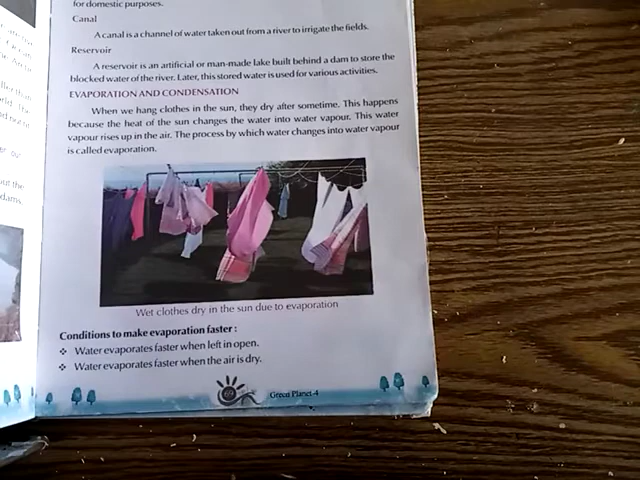 for domestic purposes.
Canal
A canal is a channel of water taken out from a river to irrigate the fields.
Reservoir
A reservoir is an artificial or man-made lake built behind a dam to store the
blocked water of the river. Later, this stored water is used for various activities.
EVAPORATION AND CONDENSATION
When we hang clothes in the sun, they dry after sometime. This happens
because the heat of the sun changes the water into water vapour. This water
vapour rises up in the air. The process by which water changes into water vapour
is called evaporation.
Wet clothes dry in the sun due to evaporation
Conditions to make evaporation faster :
❖ Water evaporates faster when left in open.
❖ Water evaporates faster when the air is dry.
69
Green Planet-4